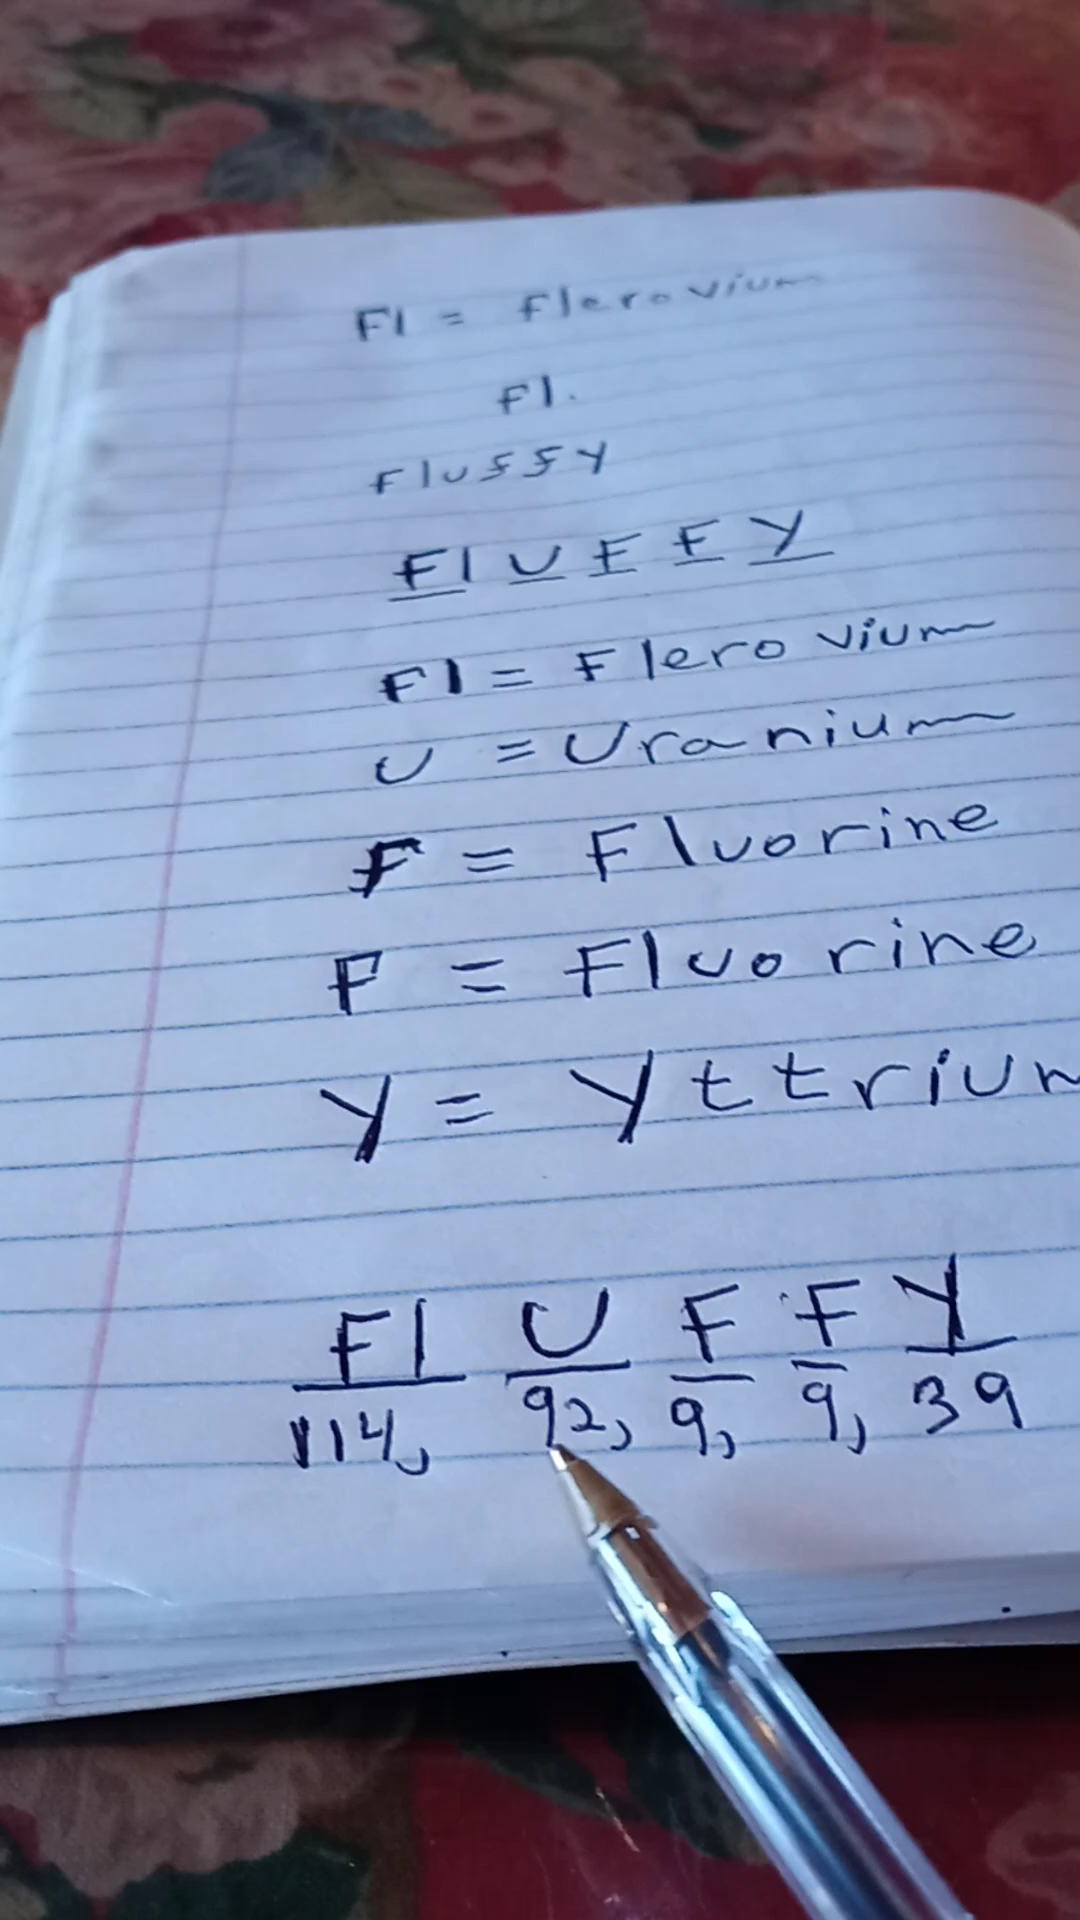 Fl = flerovium
Fl.
Fluffy
Fl U F F Y
Fl = Flerovium
U = Uranium
F = Fluorine
F = Fluorine
Y = Yttrium
Fl U F F Y
114, 92, 9, 9, 39